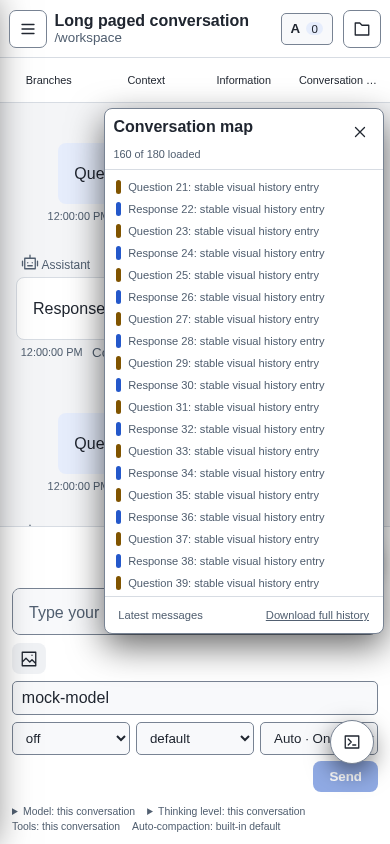 Long paged conversation
/workspace
A 0
Branches Context Information Conversation …
Conversation map
160 of 180 loaded
Question 21: stable visual history entry
Response 22: stable visual history entry
Question 23: stable visual history entry
Response 24: stable visual history entry
Question 25: stable visual history entry
Response 26: stable visual history entry
Question 27: stable visual history entry
Response 28: stable visual history entry
Question 29: stable visual history entry
Response 30: stable visual history entry
Question 31: stable visual history entry
Response 32: stable visual history entry
Question 33: stable visual history entry
Response 34: stable visual history entry
Question 35: stable visual history entry
Response 36: stable visual history entry
Question 37: stable visual history entry
Response 38: stable visual history entry
Question 39: stable visual history entry
Latest messages Download full history
12:00:00 PM
Assistant
Response
12:00:00 PM
12:00:00 PM
Type your
mock-model
off default Auto · On
Send
Model: this conversation Thinking level: this conversation
Tools: this conversation Auto-compaction: built-in default